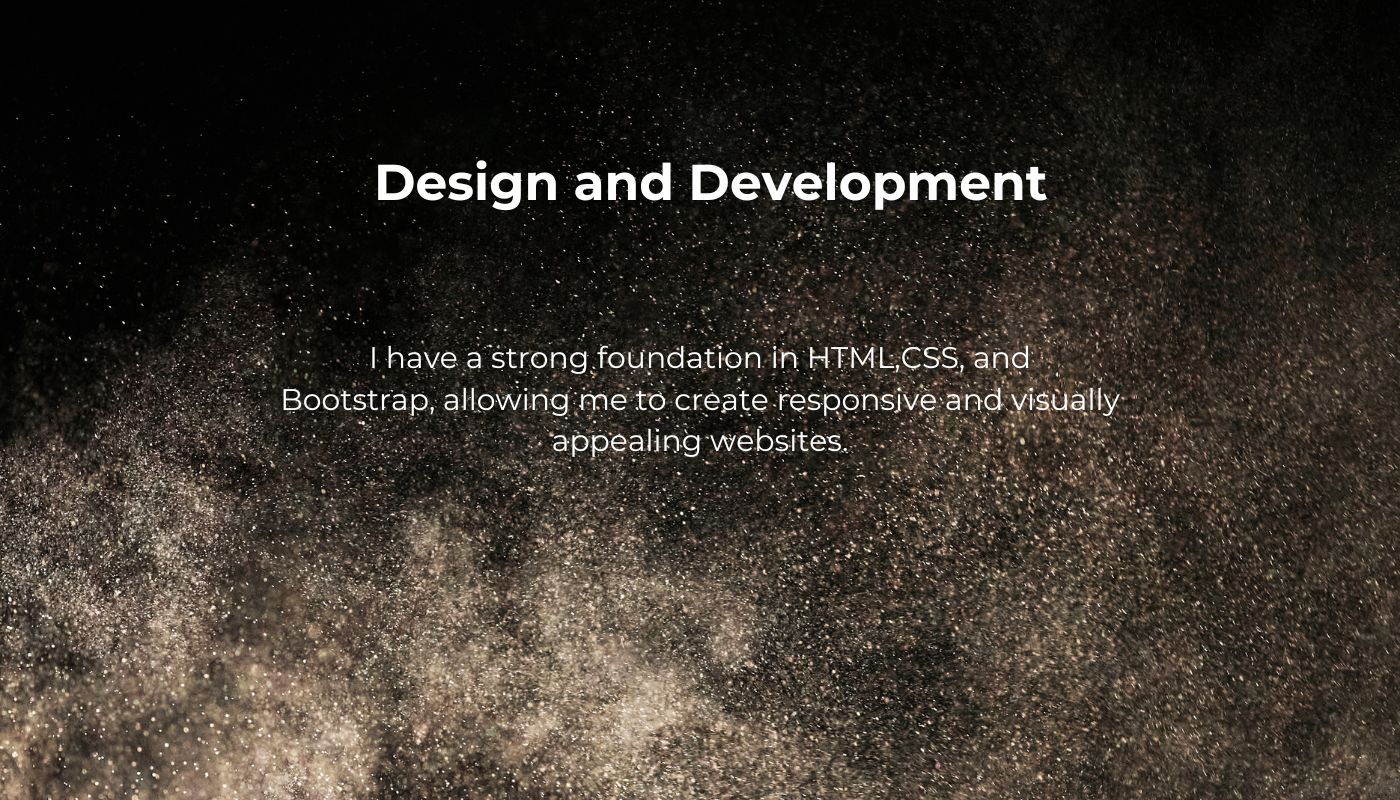 Design and Development
I have a strong foundation in HTML,CSS, and
Bootstrap, allowing me to create responsive and visually
appealing websites.